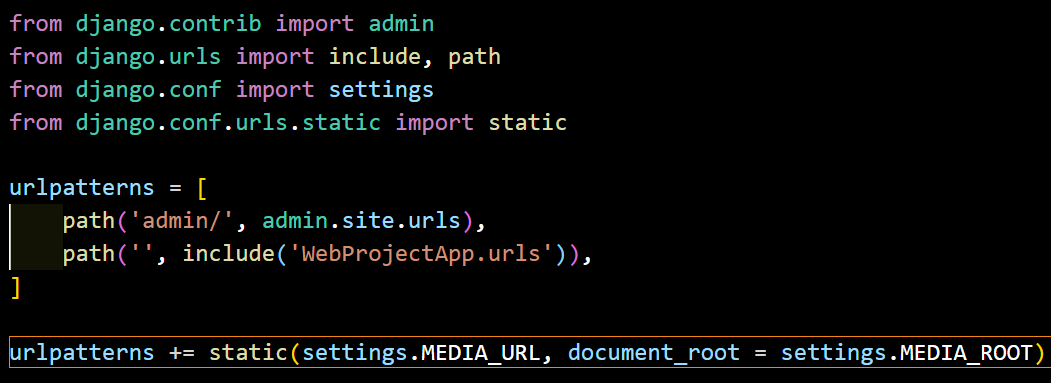 from django.contrib import admin
from django.urls import include, path
from django.conf import settings
from django.conf.urls.static import static
urlpatterns = [
    path('admin/', admin.site.urls),
    path('', include('WebProjectApp.urls')),
]
urlpatterns += static(settings.MEDIA_URL, document_root = settings.MEDIA_ROOT)